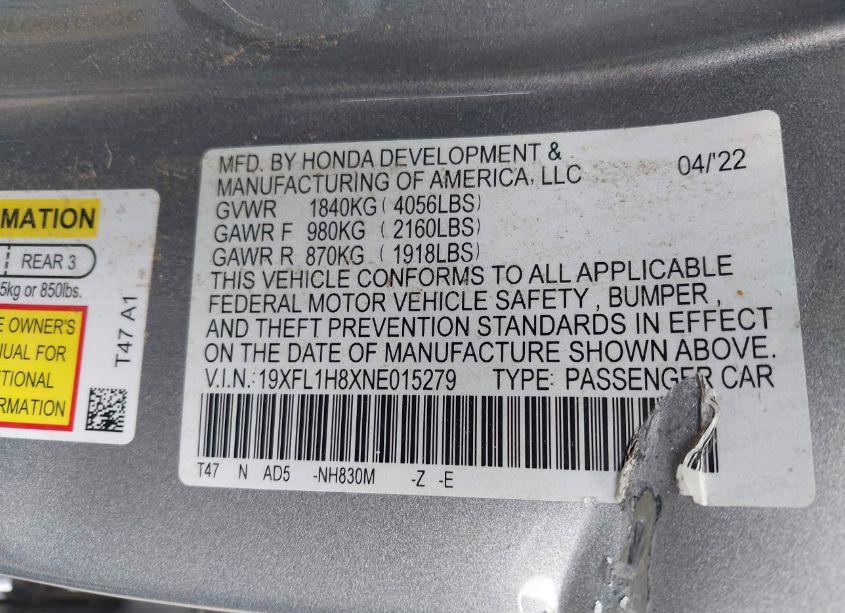 MATION
REAR 3
5kg or 850lbs.
E OWNER'S
NUAL FOR
ITIONAL
ORMATION
T47 A1
MFD. BY HONDA DEVELOPMENT & 04/'22
MANUFACTURING OF AMERICA, LLC
GVWR 1840KG ( 4056LBS)
GAWR F 980KG ( 2160LBS)
GAWR R 870KG ( 1918LBS)
THIS VEHICLE CONFORMS TO ALL APPLICABLE
FEDERAL MOTOR VEHICLE SAFETY , BUMPER ,
AND THEFT PREVENTION STANDARDS IN EFFECT
ON THE DATE OF MANUFACTURE SHOWN ABOVE.
V.I.N.: 19XFL1H8XNE015279 TYPE: PASSENGER CAR
T47 N AD5 -NH830M -Z -E